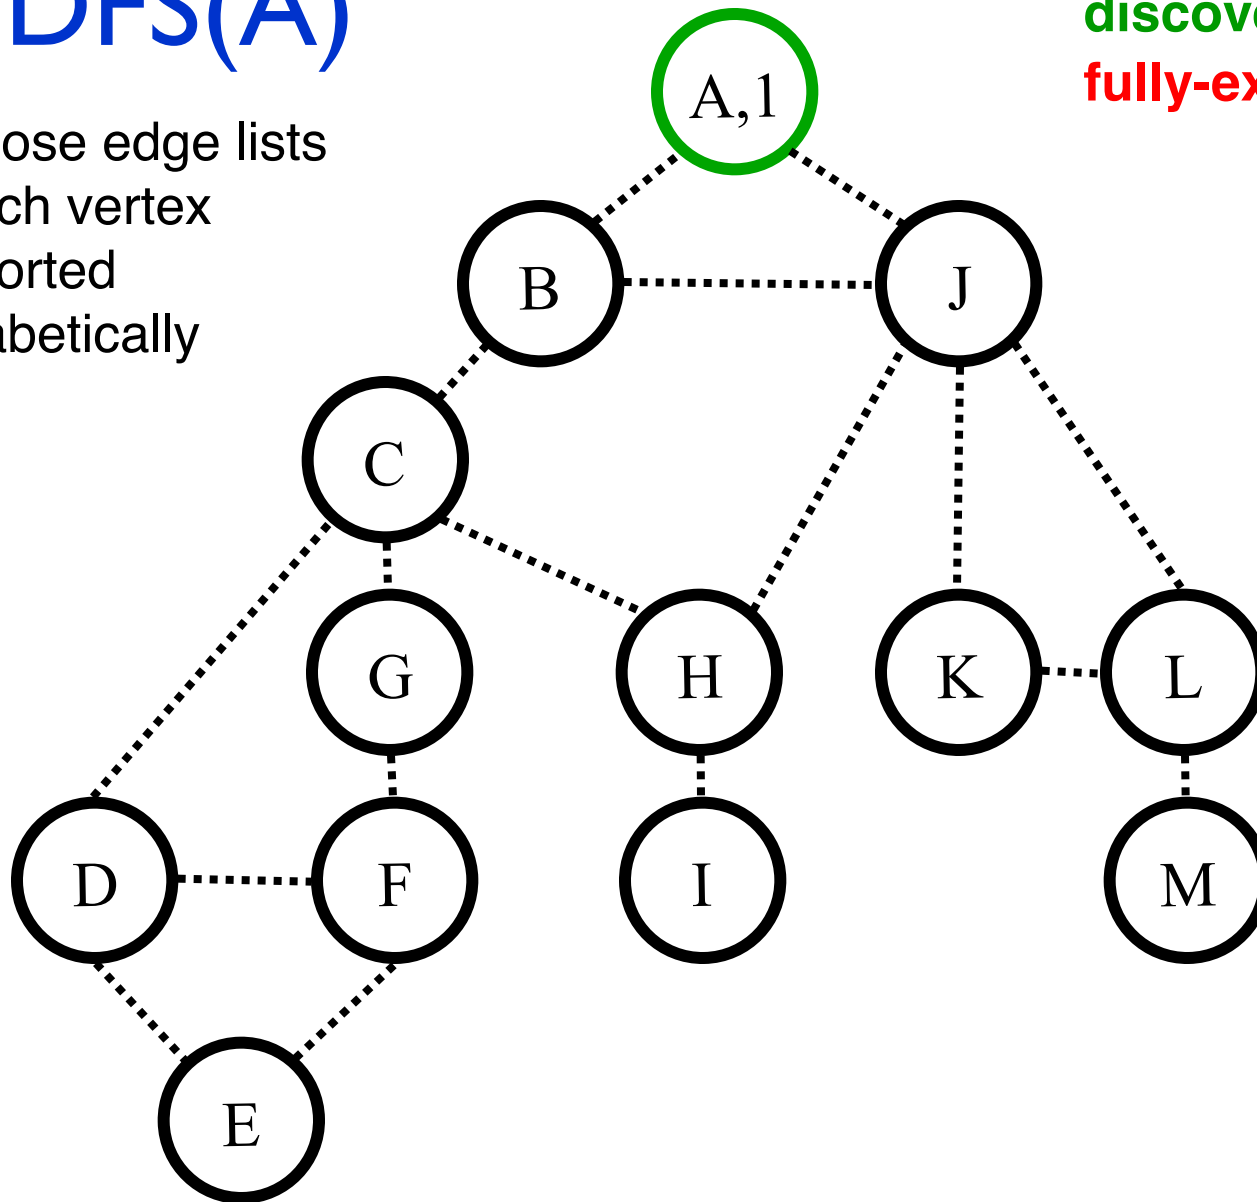 DFS(A)
discove
fully-ex
A,1
ose edge lists
ch vertex
orted
abetically
B
J
C
G
H
K
L
D
F
I
M
E